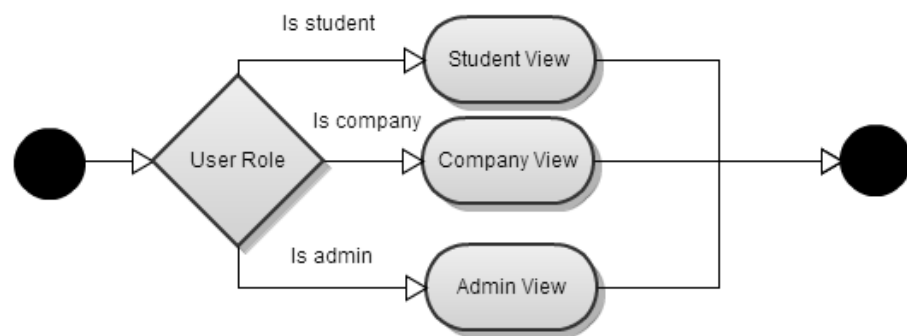 Is student
Student View
Is company
User Role
Company View
Is admin
Admin View